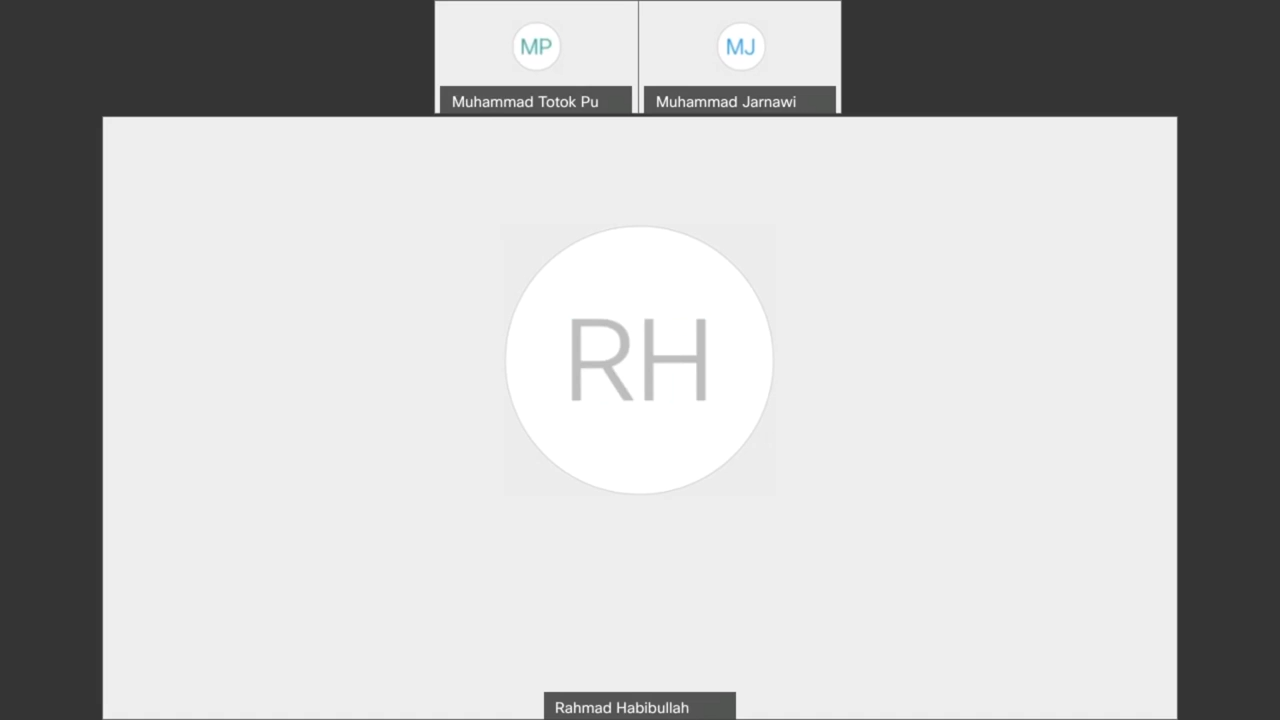 MP
MJ
Muhammad Totok Pu
Muhammad Jarnawi
RH
Rahmad Habibullah